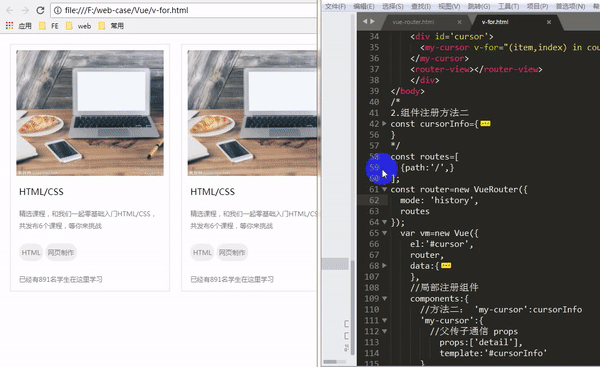 file:///F:/web-case/Vue/v-for.html
应用 百度 FE web 常用
HTML/CSS
精选课程，和我们一起零基础入门HTML/CSS，
共发布6个课程，等你来挑战
HTML 网页制作
已经有891名学生在这里学习
HTML/CSS
精选课程，和我们一起零基础入门HTML/CSS，
共发布6个课程，等你来挑战
HTML 网页制作
已经有891名学生在这里学习
文件(F) 编辑(E) 选择(S) 查找(I) 视图(V) 跳转(G) 工具(T) 项目(P) 首选项(N) 帮
vue-router.html v-for.html
34 <div id='cursor'>
35 <my-cursor v-for="(item,index) in cou
36 </my-cursor>
37 <router-view></router-view>
38 </div>
39 </body>
40 /*
41 2.组件注册方法二
42 const cursorInfo={
56 }
57 */
58 const routes=[
59 {path:'/',}
60 ];
61 const router=new VueRouter({
62 mode: 'history',
63 routes
64 });
65 var vm=new Vue({
66 el:'#cursor',
67 router,
68 data:{
107 },
108 //局部注册组件
109 components:{
110 //方法二： 'my-cursor':cursorInfo
111 'my-cursor':{
112 //父传子通信 props
113 props:['detail'],
114 template:'#cursorInfo'
115 }